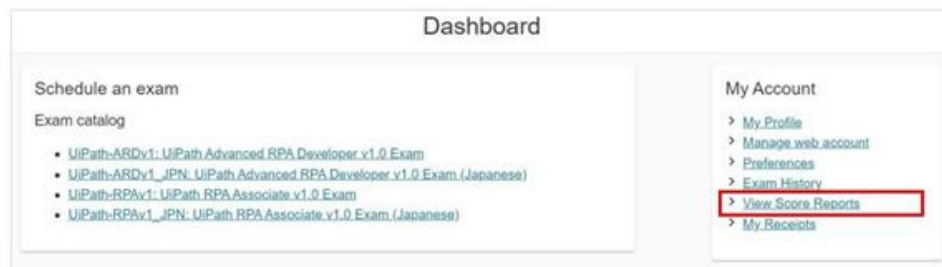 Dashboard
Schedule an exam
Exam catalog
UiPath-ARDv1: UiPath Advanced RPA Developer v1.0 Exam
UiPath-ARDv1_JPN: UiPath Advanced RPA Developer v1.0 Exam (Japanese)
UiPath-RPAv1: UiPath RPA Associate v1.0 Exam
UiPath-RPAv1_JPN: UiPath RPA Associate v1.0 Exam (Japanese)
My Account
My Profile
Manage web account
Preferences
Exam History
View Score Reports
My Receipts